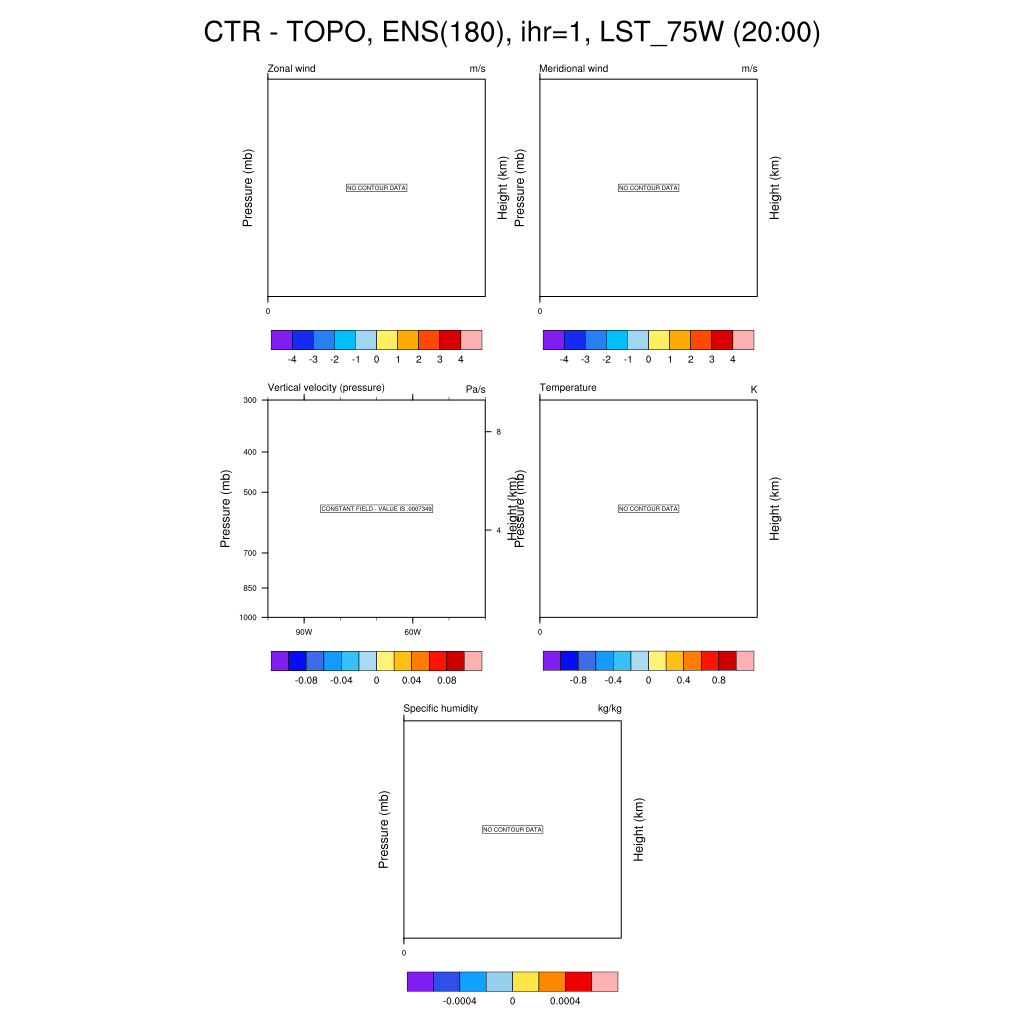 CTR - TOPO, ENS(180), ihr=1, LST_75W (20:00)
Zonal wind m/s
Pressure (mb)
NO CONTOUR DATA
Height (km)
0
-4 -3 -2 -1 0 1 2 3 4
Meridional wind m/s
Pressure (mb)
NO CONTOUR DATA
Height (km)
0
-4 -3 -2 -1 0 1 2 3 4
Vertical velocity (pressure) Pa/s
Pressure (mb)
300
400
500
700
850
1000
CONSTANT FIELD - VALUE IS .0007349
8
4
Height (km)
90W 60W
-0.08 -0.04 0 0.04 0.08
Temperature K
Pressure (mb)
NO CONTOUR DATA
Height (km)
0
-0.8 -0.4 0 0.4 0.8
Specific humidity kg/kg
Pressure (mb)
NO CONTOUR DATA
Height (km)
0
-0.0004 0 0.0004